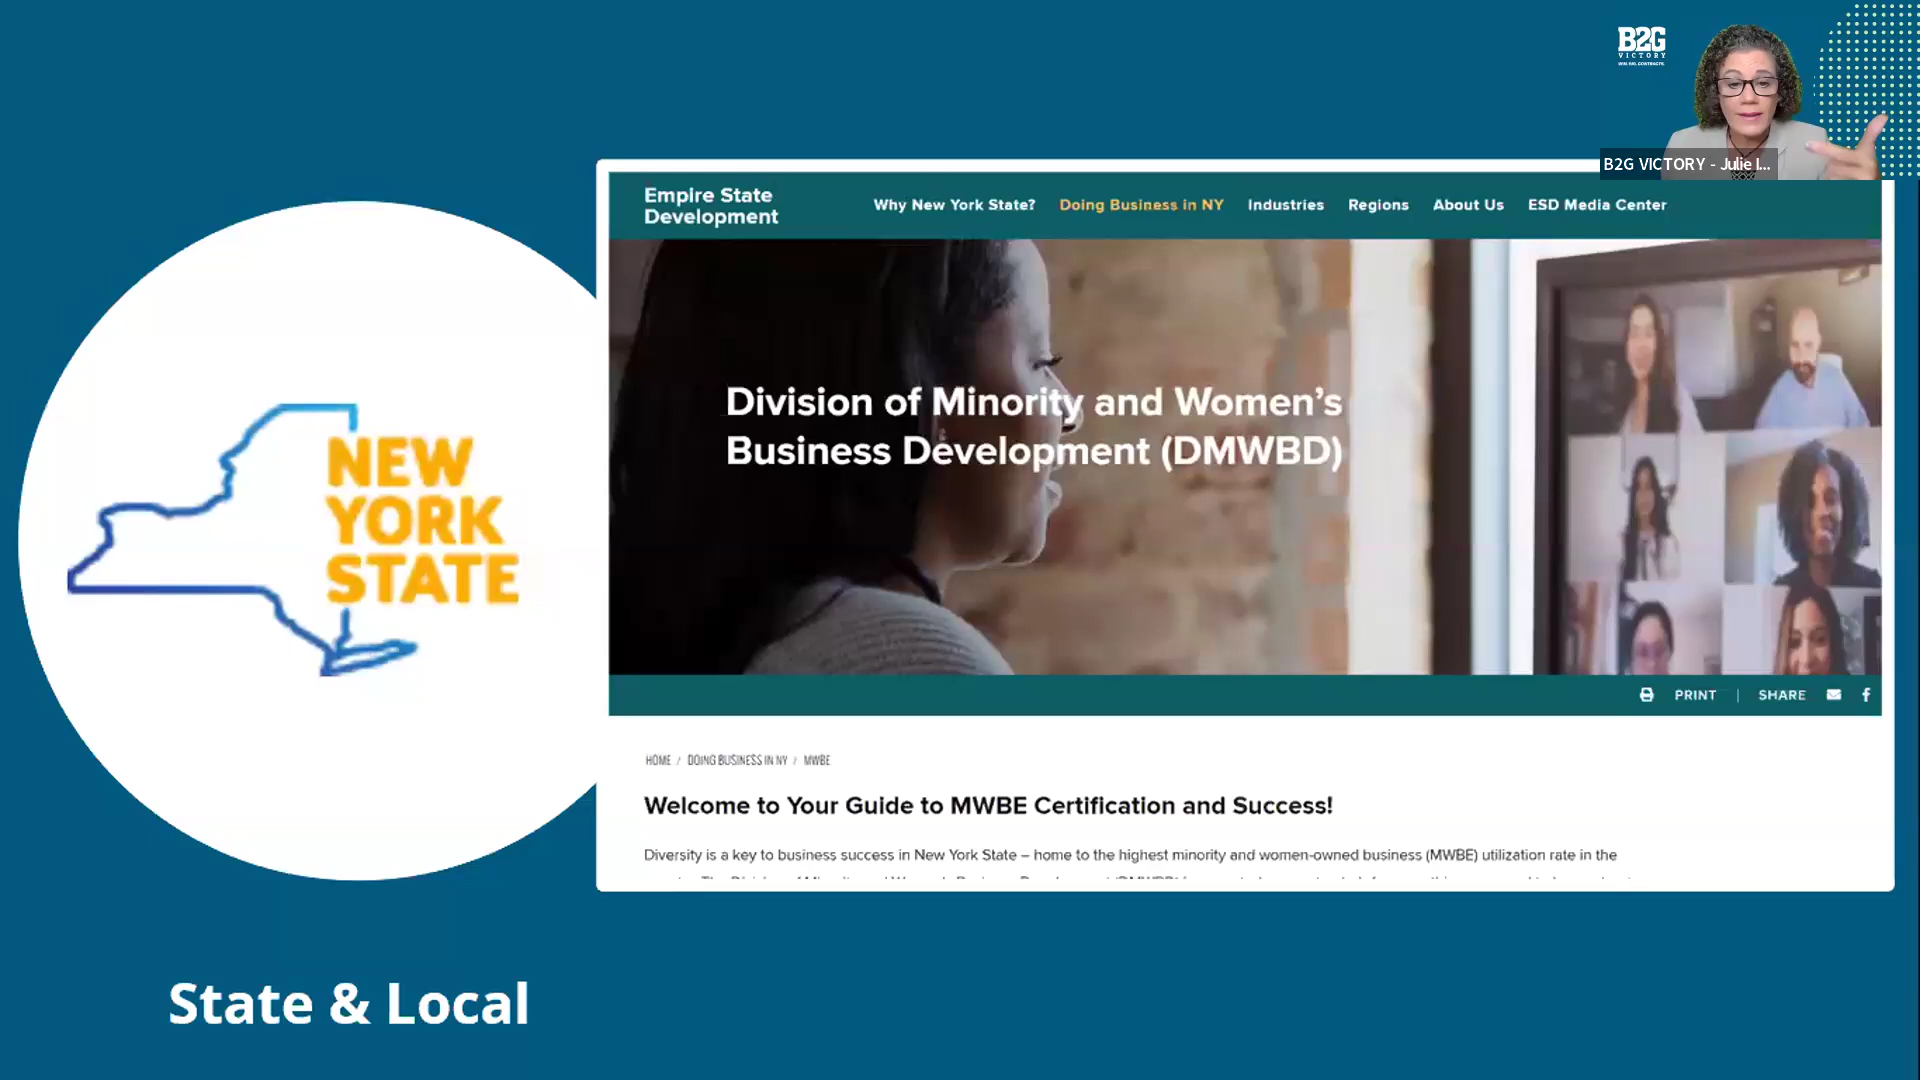 B2G
VICTORY
B2G VICTORY - Julie I...
Empire State
Development
Why New York State?
Doing Business in NY
Industries
Regions
About Us
ESD Media Center
Division of Minority and Women's
Business Development (DMWBD)
NEW
YORK
STATE
PRINT | SHARE
HOME / DOING BUSINESS IN NY / MWBE
Welcome to Your Guide to MWBE Certification and Success!
Diversity is a key to business success in New York State – home to the highest minority and women-owned business (MWBE) utilization rate in the
State & Local